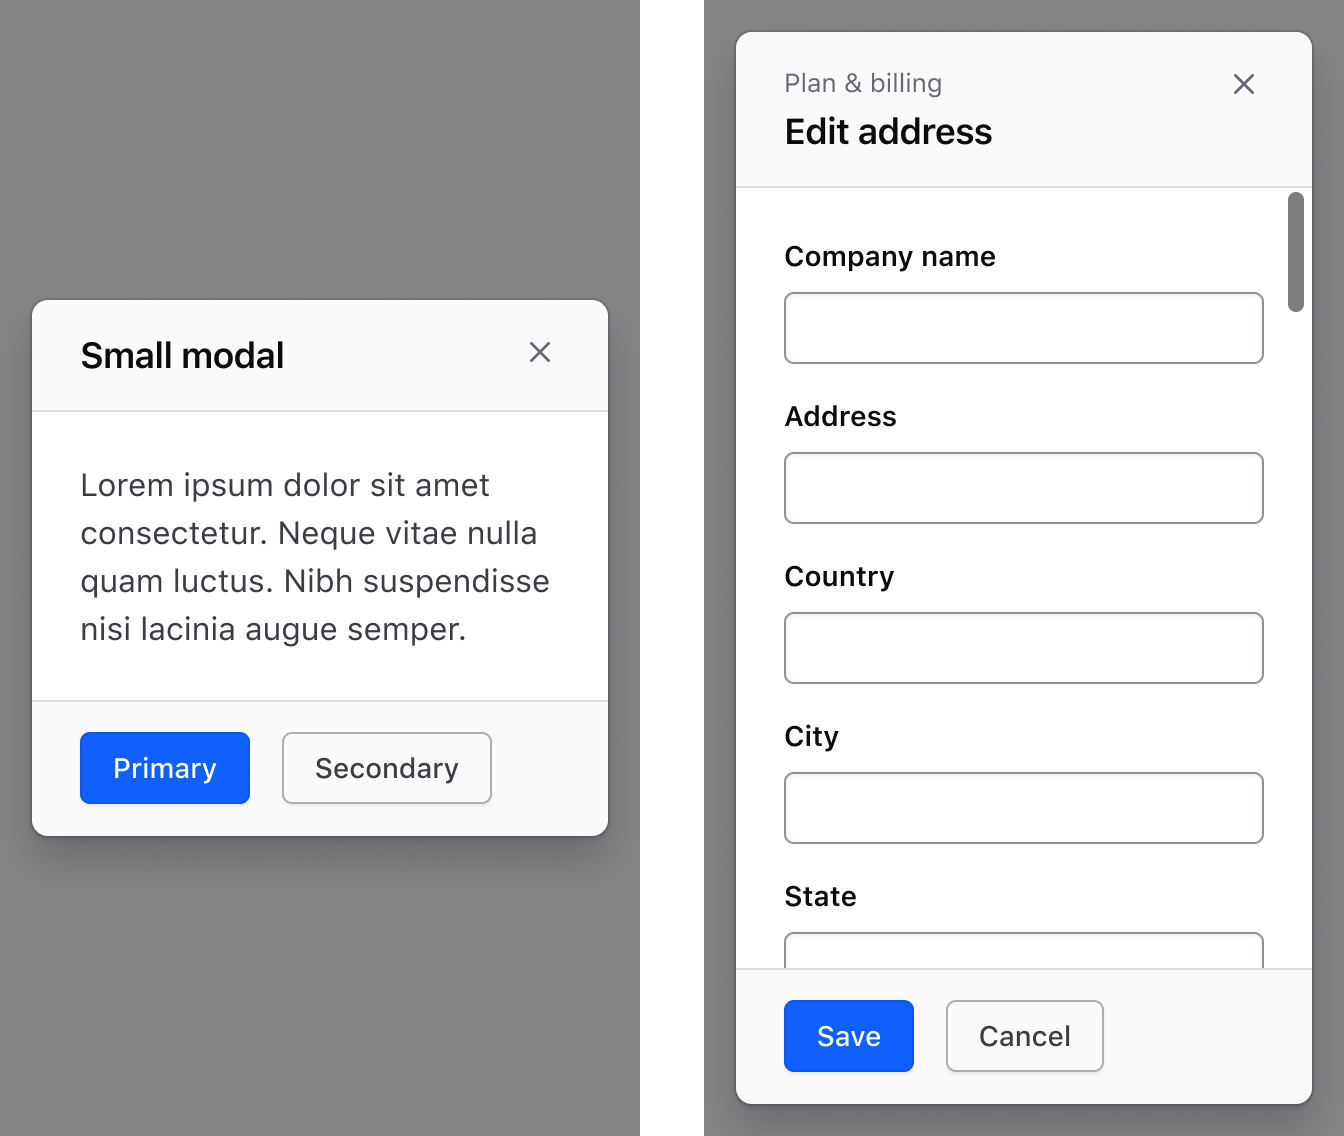 Small modal
Lorem ipsum dolor sit amet
consectetur. Neque vitae nulla
quam luctus. Nibh suspendisse
nisi lacinia augue semper.
Primary
Secondary
Plan & billing
Edit address
Company name
Address
Country
City
State
Save
Cancel